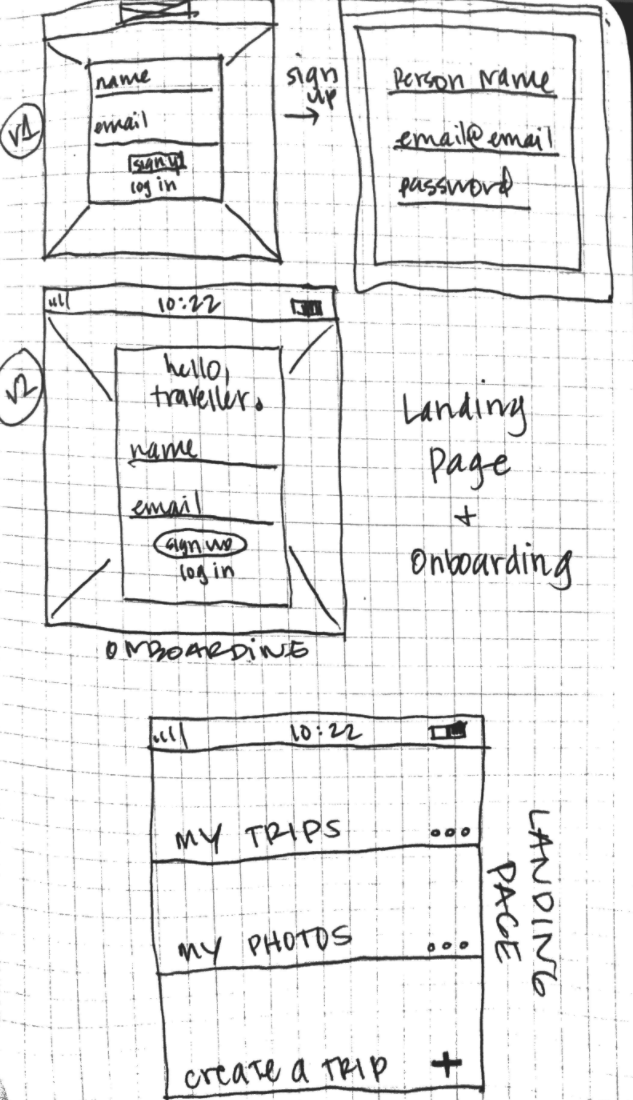 name
email
sign up
log in
v1
sign
up
Person Name
email@email
password
v2
10:22
hello,
traveller.
name
email
sign up
log in
ONBOARDING
Landing
page
+
Onboarding
10:22
MY TRIPS
MY PHOTOS
create a TRIP +
LANDING
PAGE